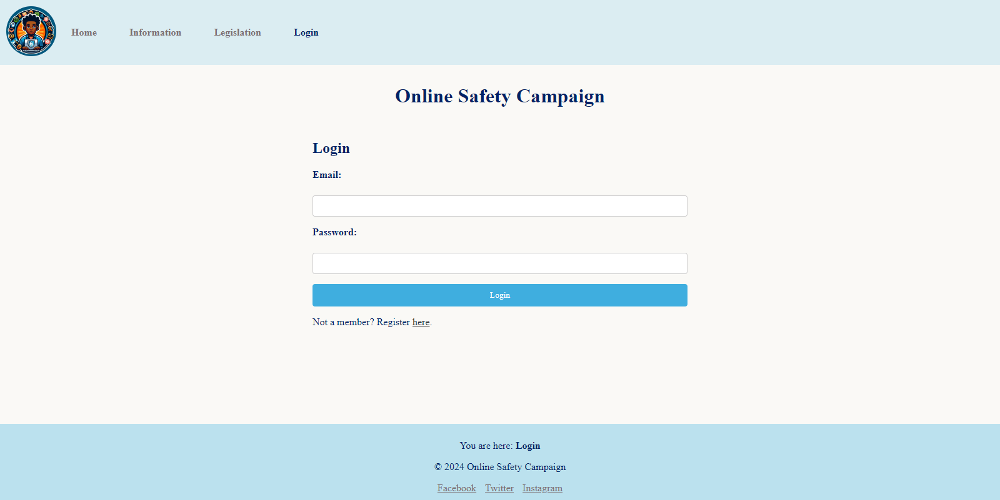 Home Information Legislation Login
Online Safety Campaign
Login
Email:
Password:
Login
Not a member? Register here.
You are here: Login
© 2024 Online Safety Campaign
Facebook Twitter Instagram